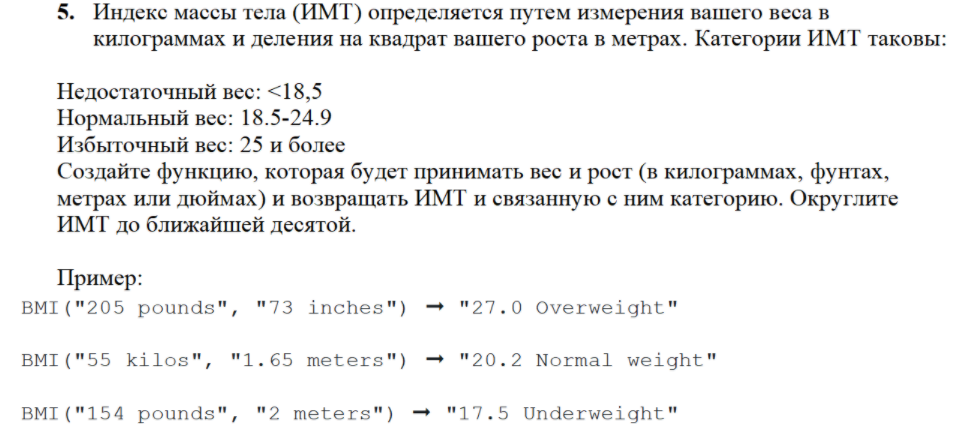 5. Индекс массы тела (ИМТ) определяется путем измерения вашего веса в
килограммах и деления на квадрат вашего роста в метрах. Категории ИМТ таковы:
Недостаточный вес: <18,5
Нормальный вес: 18.5-24.9
Избыточный вес: 25 и более
Создайте функцию, которая будет принимать вес и рост (в килограммах, фунтах,
метрах или дюймах) и возвращать ИМТ и связанную с ним категорию. Округлите
ИМТ до ближайшей десятой.
Пример:
BMI("205 pounds", "73 inches") ➞ "27.0 Overweight"
BMI("55 kilos", "1.65 meters") ➞ "20.2 Normal weight"
BMI("154 pounds", "2 meters") ➞ "17.5 Underweight"